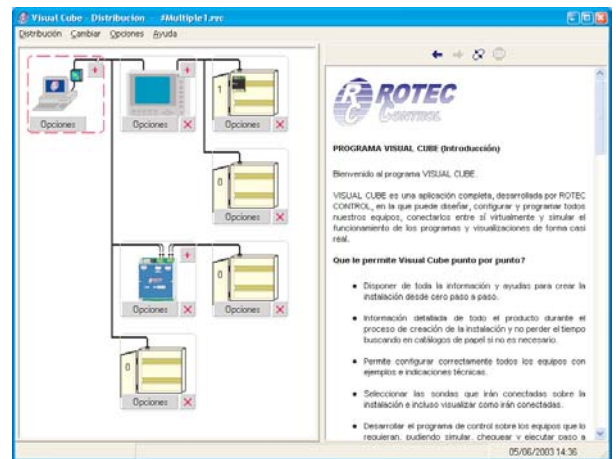 Visual Cube - Distribucion - #Multiple1.rvc
Distribución Cambiar Opciones Ayuda
Opciones
Opciones
1
Opciones
0
Opciones
Opciones
0
Opciones
0
Opciones
ROTEC
CONTROL
PROGRAMA VISUAL CUBE (Introducción)
Bienvenido al programa VISUAL CUBE.
VISUAL CUBE es una aplicación completa, desarrollada por ROTEC
CONTROL, en la que puede diseñar, configurar y programar todos
nuestros equipos, conectarlos entre sí virtualmente y simular el
funcionamiento de los programas y visualizaciones de forma casi
real.
Que le permite Visual Cube punto por punto?
Disponer de toda la información y ayudas para crear la
instalación desde cero paso a paso.
Información detallada de todo el producto durante el
proceso de creación de la instalación y no perder el tiempo
buscando en catálogos de papel si no es necesario.
Permite configurar correctamente todos los equipos con
ejemplos e indicaciones técnicas.
Seleccionar las sondas que irán conectadas sobre la
instalación e incluso visualizar como irán conectadas.
Desarrollar el programa de control sobre los equipos que lo
requieran, pudiendo simular, chequear y ejecutar paso a
05/06/2003 14:36